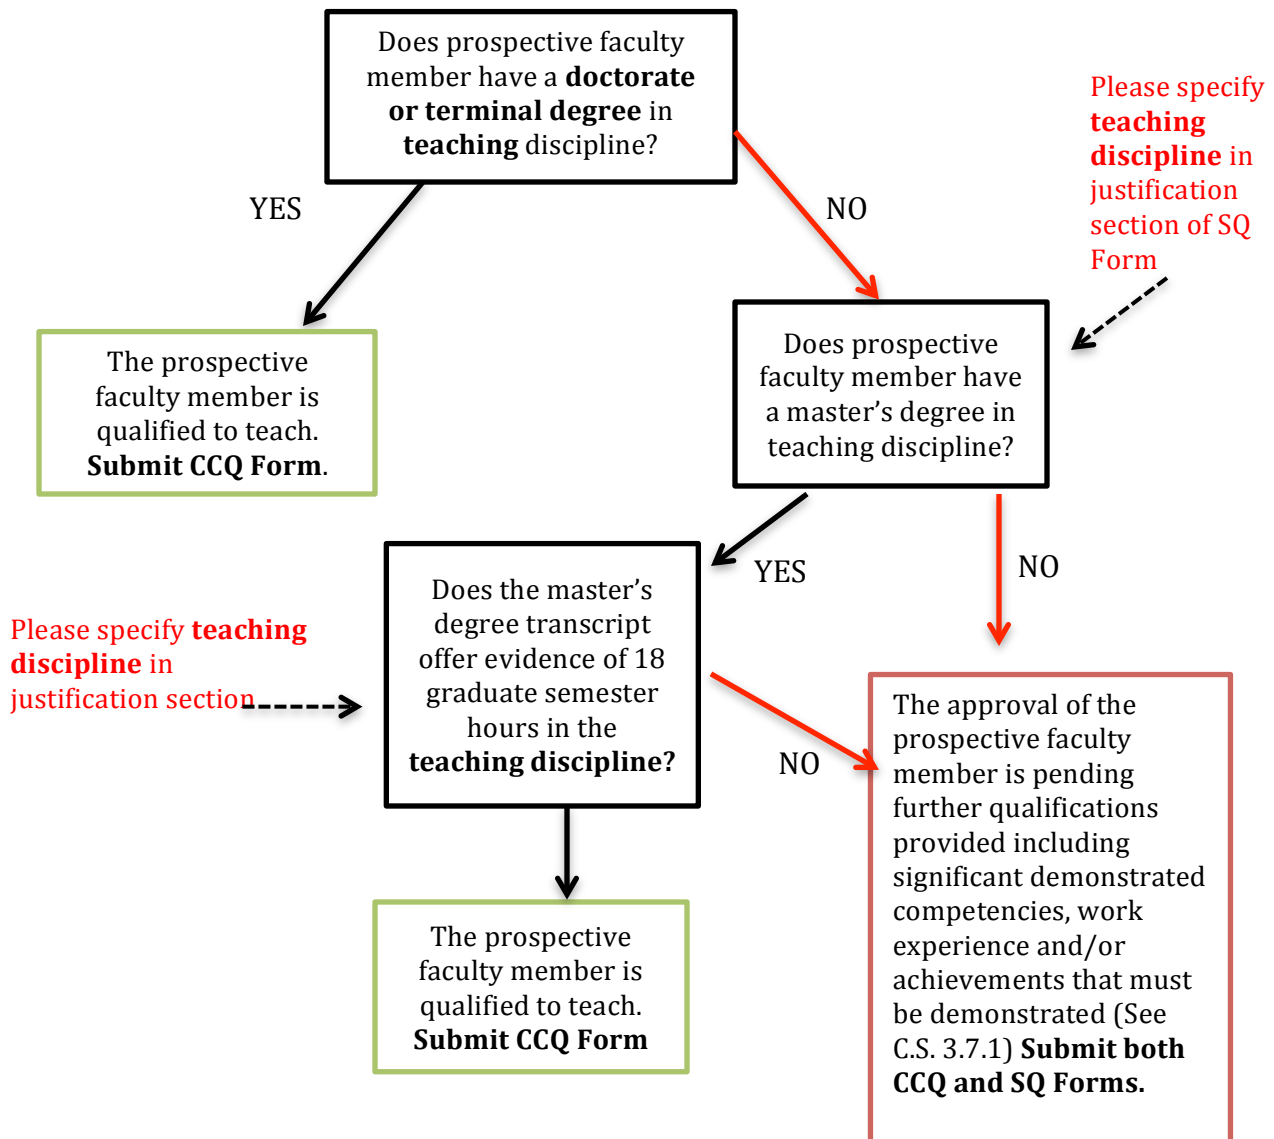 Does prospective faculty
member have a doctorate
or terminal degree in
teaching discipline?
Please specify
teaching
discipline in
justification
section of SQ
Form
YES
NO
The prospective
faculty member is
qualified to teach.
Submit CCQ Form.
Does prospective
faculty member have
a master’s degree in
teaching discipline?
YES
NO
Does the master’s
degree transcript
offer evidence of 18
graduate semester
hours in the
teaching discipline?
Please specify teaching
discipline in
justification section
NO
The approval of the
prospective faculty
member is pending
further qualifications
provided including
significant demonstrated
competencies, work
experience and/or
achievements that must
be demonstrated (See
C.S. 3.7.1) Submit both
CCQ and SQ Forms.
The prospective
faculty member is
qualified to teach.
Submit CCQ Form